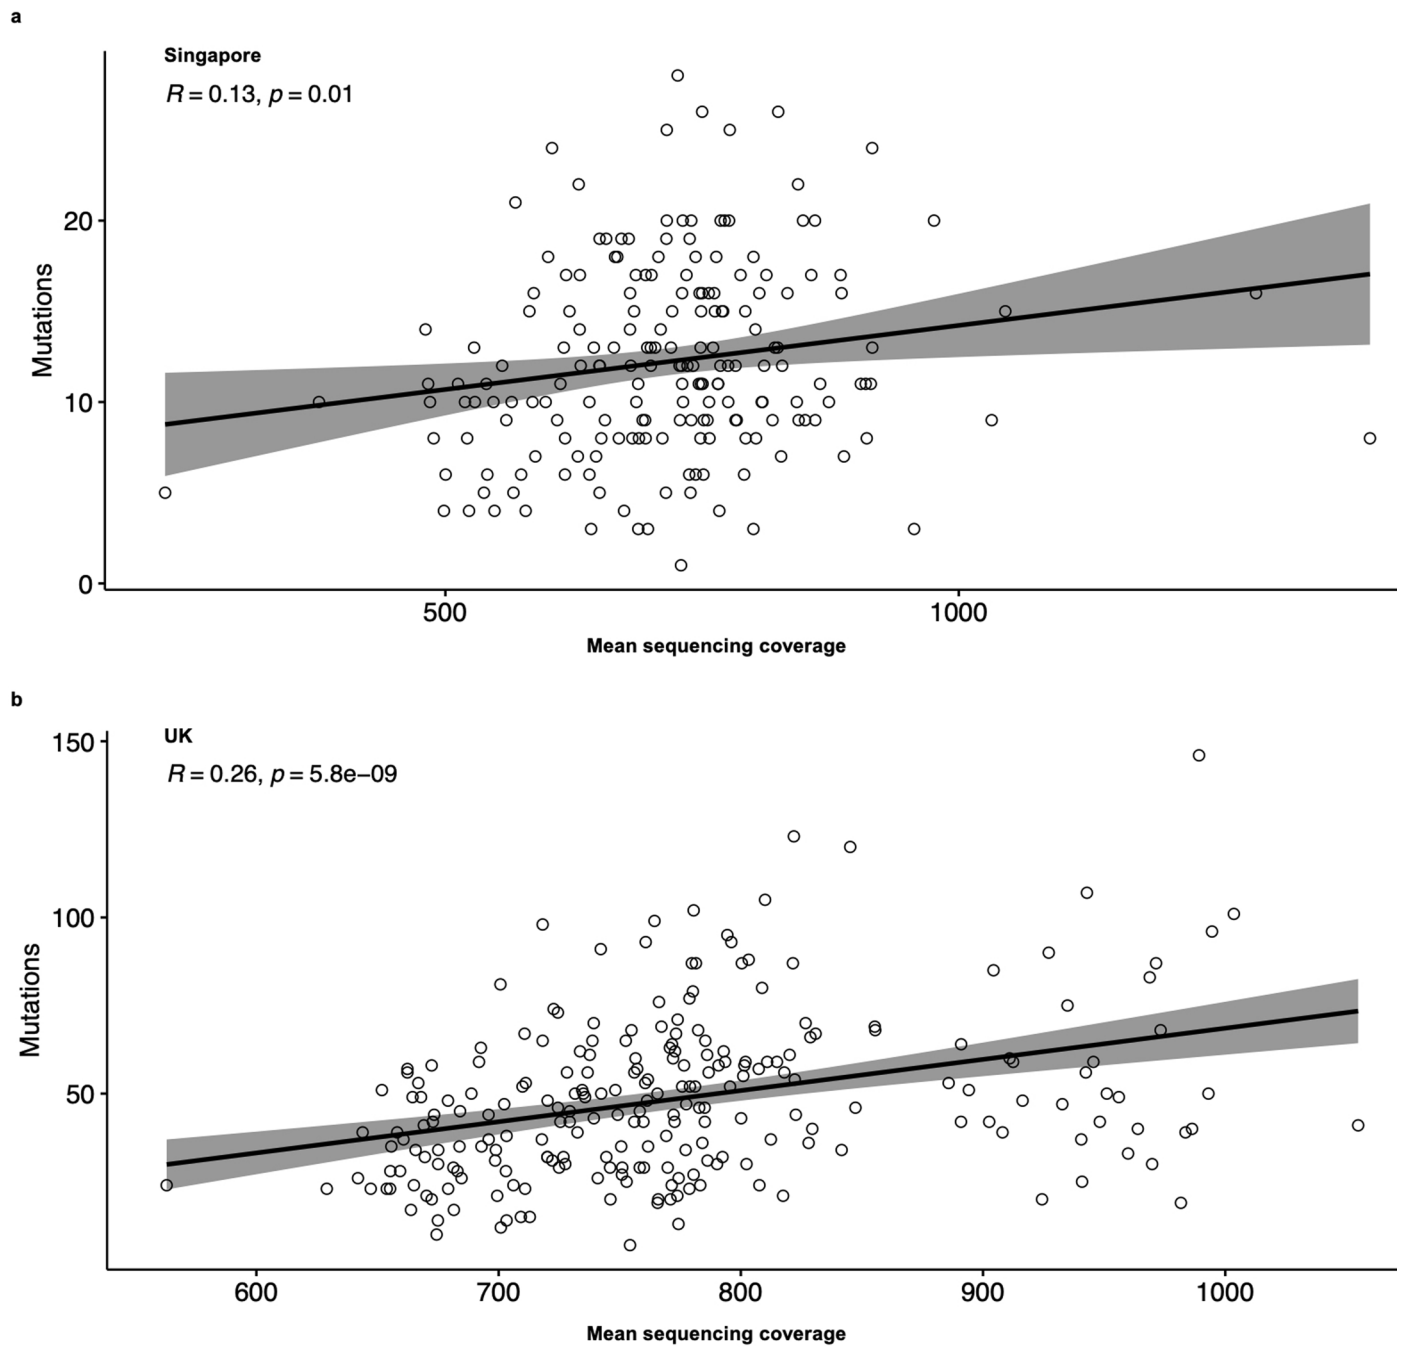 a
Singapore
R = 0.13, p = 0.01
20
10
0
Mutations
500 1000
Mean sequencing coverage
b
UK
R = 0.26, p = 5.8e−09
150
100
50
Mutations
600 700 800 900 1000
Mean sequencing coverage